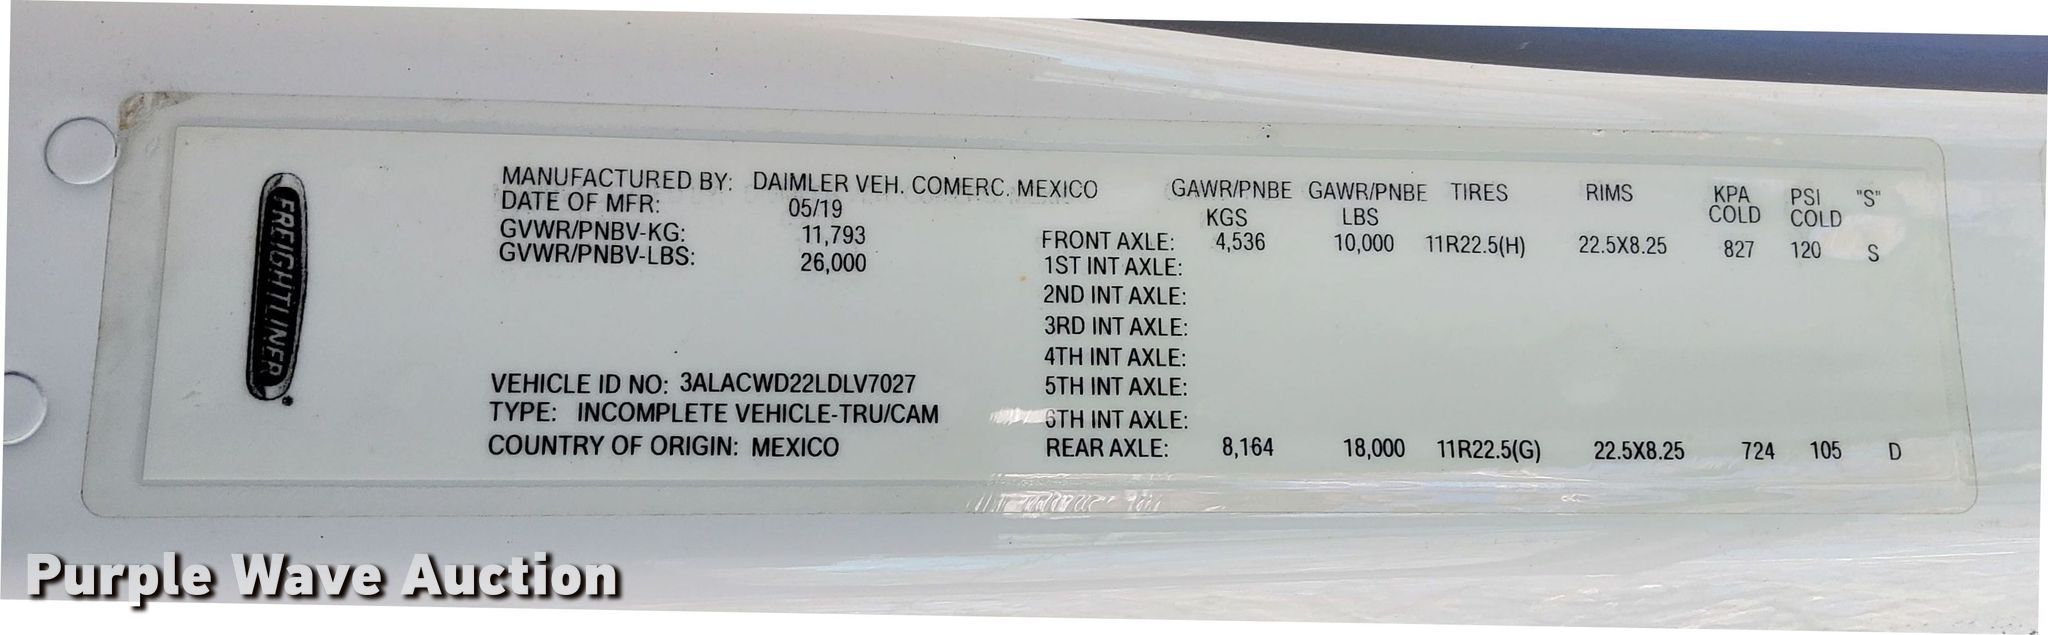 FREIGHTLINER
MANUFACTURED BY: DAIMLER VEH. COMERC. MEXICO
DATE OF MFR: 05/19
GVWR/PNBV-KG: 11,793
GVWR/PNBV-LBS: 26,000
VEHICLE ID NO: 3ALACWD22LDLV7027
TYPE: INCOMPLETE VEHICLE-TRU/CAM
COUNTRY OF ORIGIN: MEXICO
GAWR/PNBE GAWR/PNBE TIRES RIMS KPA PSI "S"
KGS LBS COLD COLD
FRONT AXLE: 4,536 10,000 11R22.5(H) 22.5X8.25 827 120 S
1ST INT AXLE:
2ND INT AXLE:
3RD INT AXLE:
4TH INT AXLE:
5TH INT AXLE:
6TH INT AXLE:
REAR AXLE: 8,164 18,000 11R22.5(G) 22.5X8.25 724 105 D
Purple Wave Auction